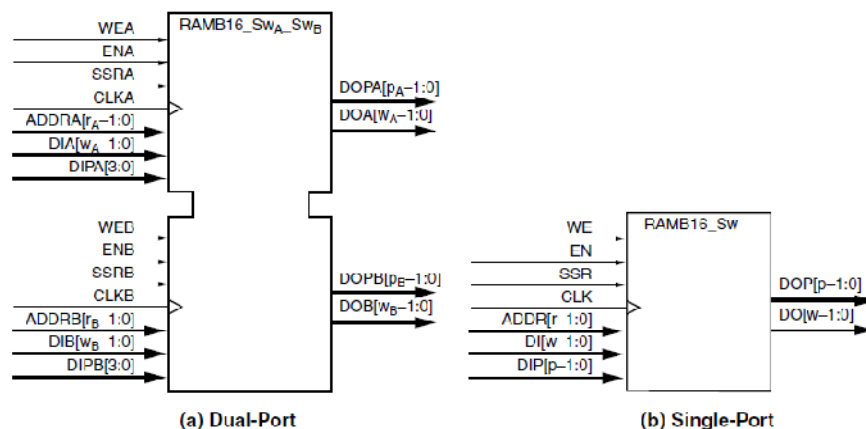 RAMB16_SWA_SWB
WEA
ENA
SSRA
CLKA
ADDRA[rA–1:0]
DIA[wA 1:0]
DIPA[3:0]
DOPA[pA–1:0]
DOA[wA–1:0]
WEB
ENB
SSRB
CLKB
ADDRB[rB 1:0]
DIB[wB 1:0]
DIPB[3:0]
DOPB[pB–1:0]
DOB[wB–1:0]
(a) Dual-Port
RAMB16_Sw
WE
EN
SSR
CLK
ADDR[r 1:0]
DI[w 1:0]
DIP[p–1:0]
DOP[p–1:0]
DO[w–1:0]
(b) Single-Port